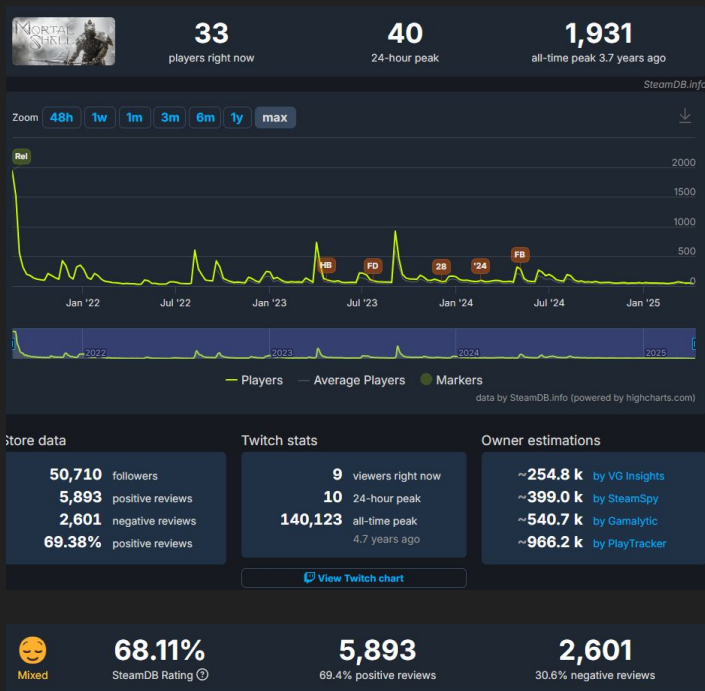 MORTAL
SHELL
33
players right now
40
24-hour peak
1,931
all-time peak 3.7 years ago
SteamDB.info
Zoom 48h 1w 1m 3m 6m 1y max
Rel
2000
1500
1000
500
0
HB FD 28 '24 FB
Jan '22 Jul '22 Jan '23 Jul '23 Jan '24 Jul '24 Jan '25
2022 2023 2024 2025
Players Average Players Markers
data by SteamDB.info (powered by highcharts.com)
Store data
50,710 followers
5,893 positive reviews
2,601 negative reviews
69.38% positive reviews
Twitch stats
9 viewers right now
10 24-hour peak
140,123 all-time peak
4.7 years ago
View Twitch chart
Owner estimations
~254.8 k by VG Insights
~399.0 k by SteamSpy
~540.7 k by Gamalytic
~966.2 k by PlayTracker
Mixed
68.11%
SteamDB Rating ?
5,893
69.4% positive reviews
2,601
30.6% negative reviews